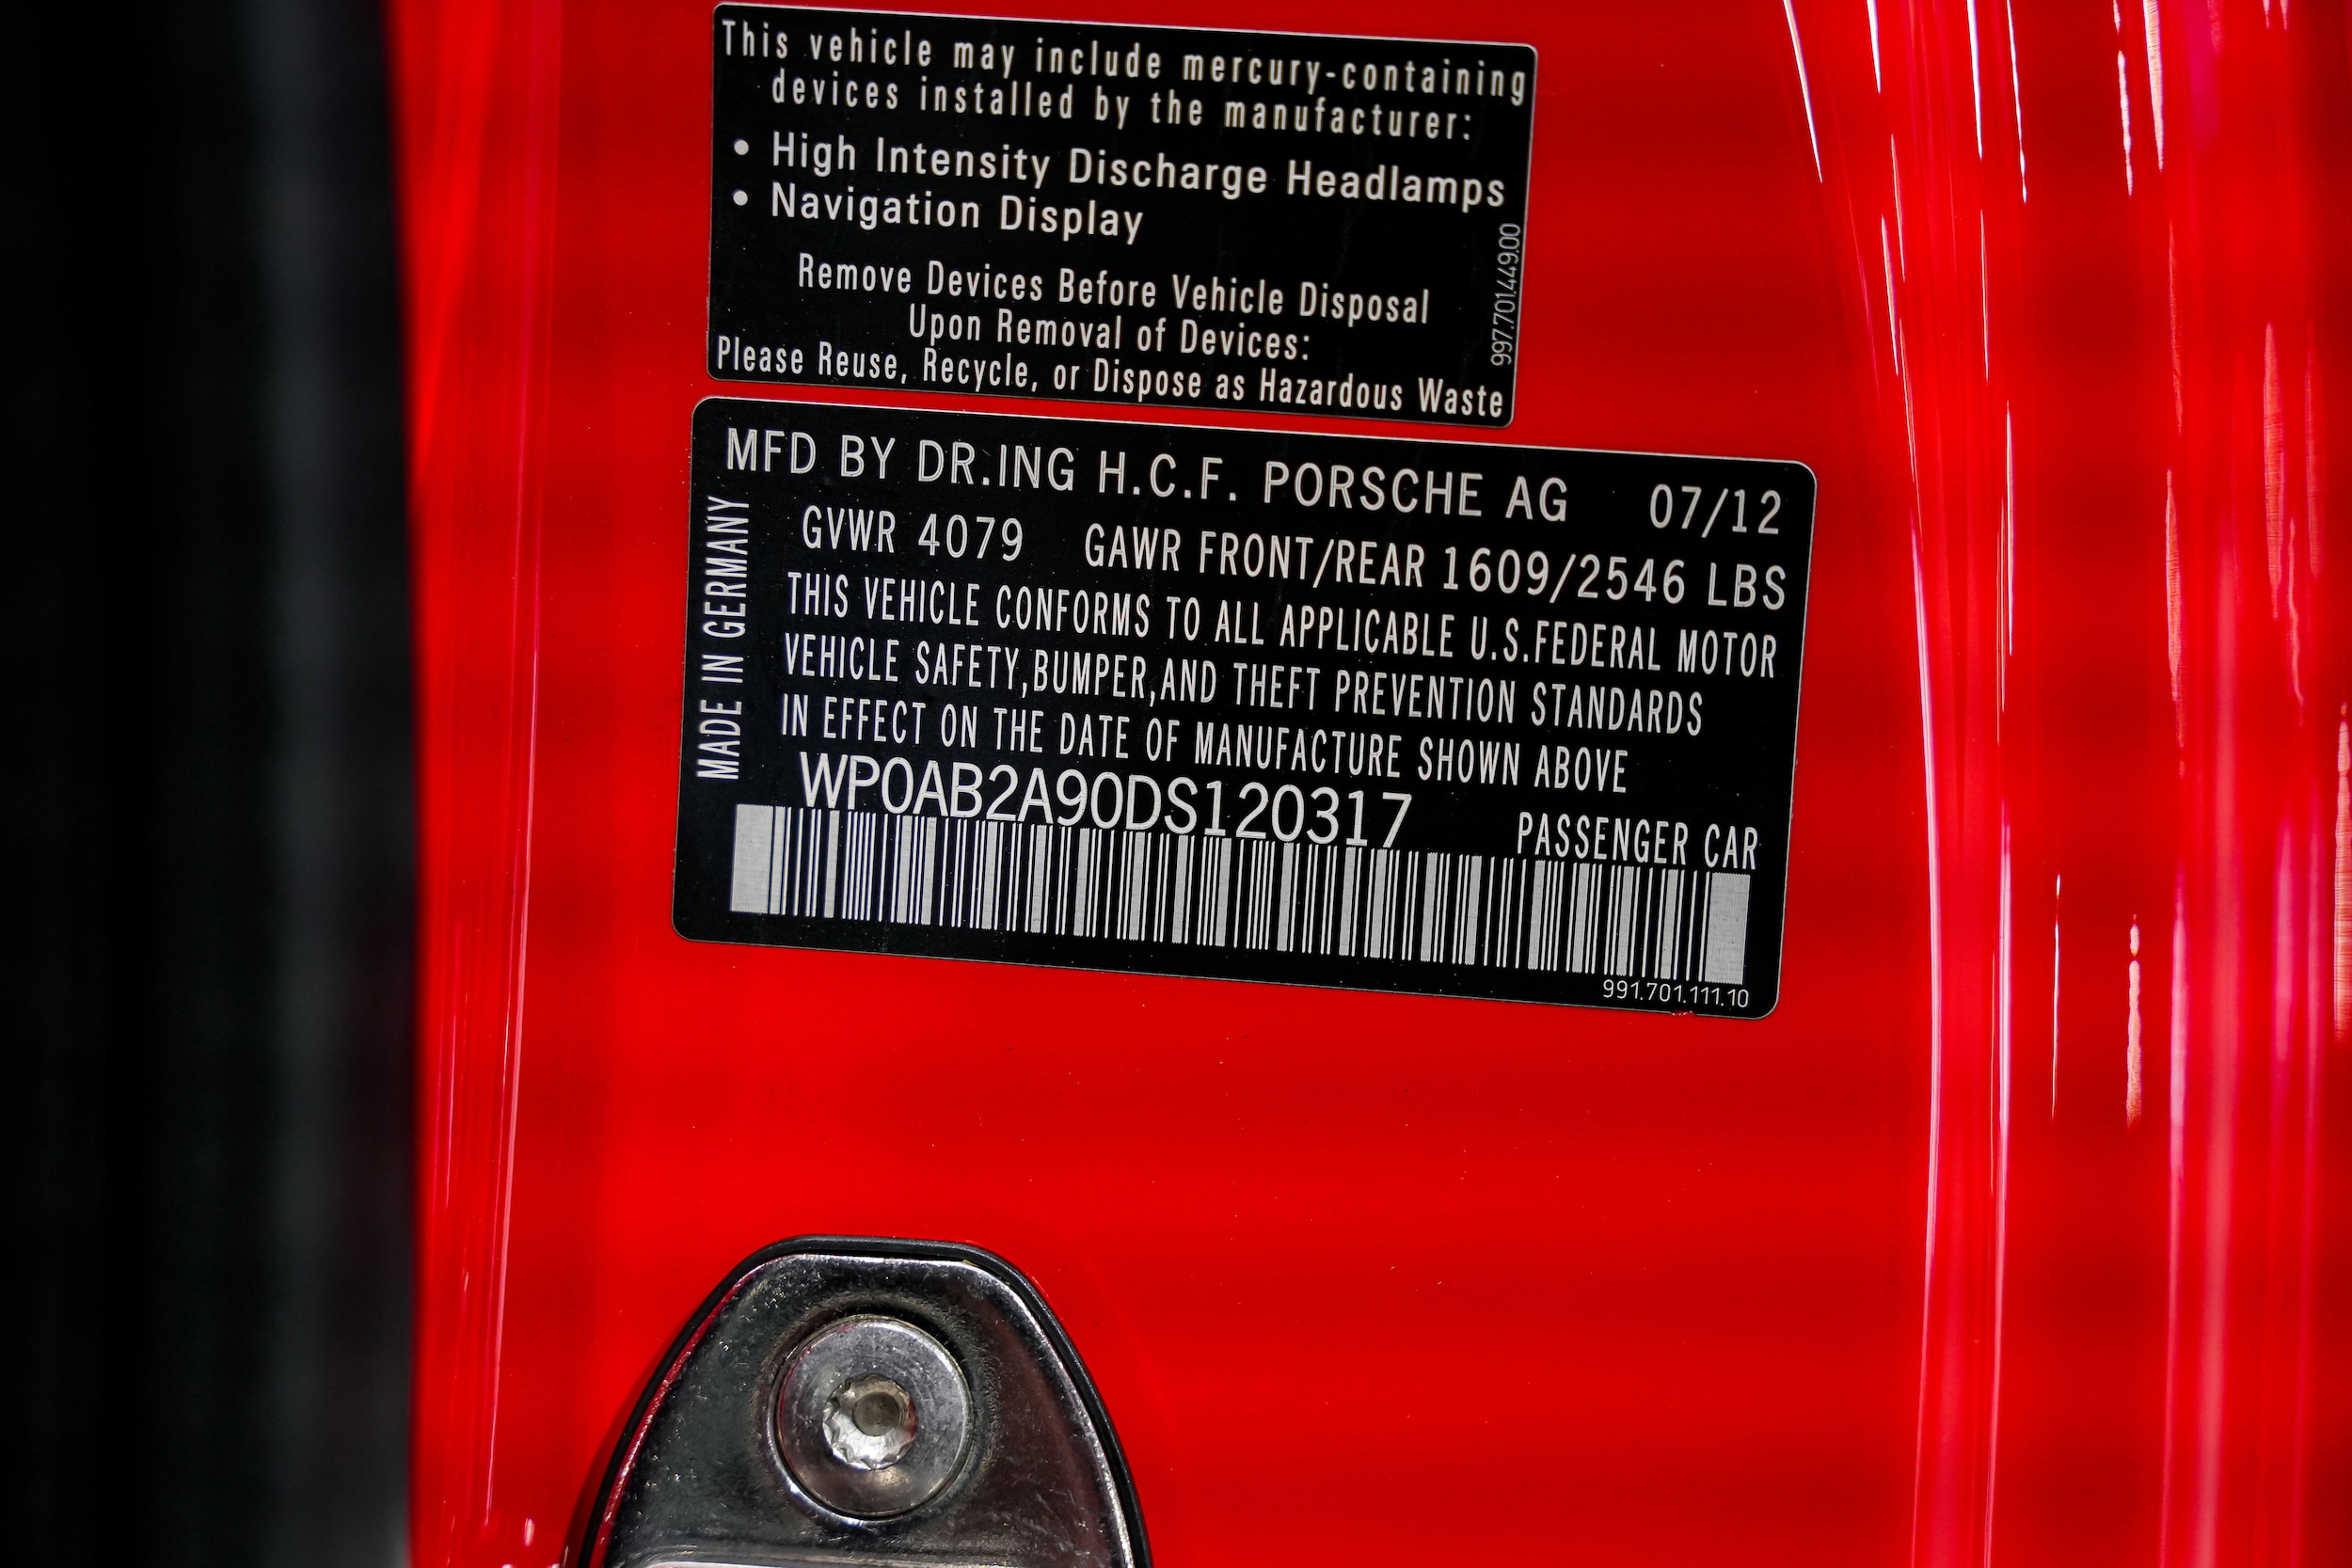 This vehicle may include mercury-containing
devices installed by the manufacturer:
• High Intensity Discharge Headlamps
• Navigation Display
Remove Devices Before Vehicle Disposal
Upon Removal of Devices:
Please Reuse, Recycle, or Dispose as Hazardous Waste
997.701.449.00
MFD BY DR.ING H.C.F. PORSCHE AG 07/12
GVWR 4079 GAWR FRONT/REAR 1609/2546 LBS
THIS VEHICLE CONFORMS TO ALL APPLICABLE U.S.FEDERAL MOTOR
VEHICLE SAFETY,BUMPER,AND THEFT PREVENTION STANDARDS
IN EFFECT ON THE DATE OF MANUFACTURE SHOWN ABOVE
WP0AB2A90DS120317
PASSENGER CAR
MADE IN GERMANY
991.701.111.10